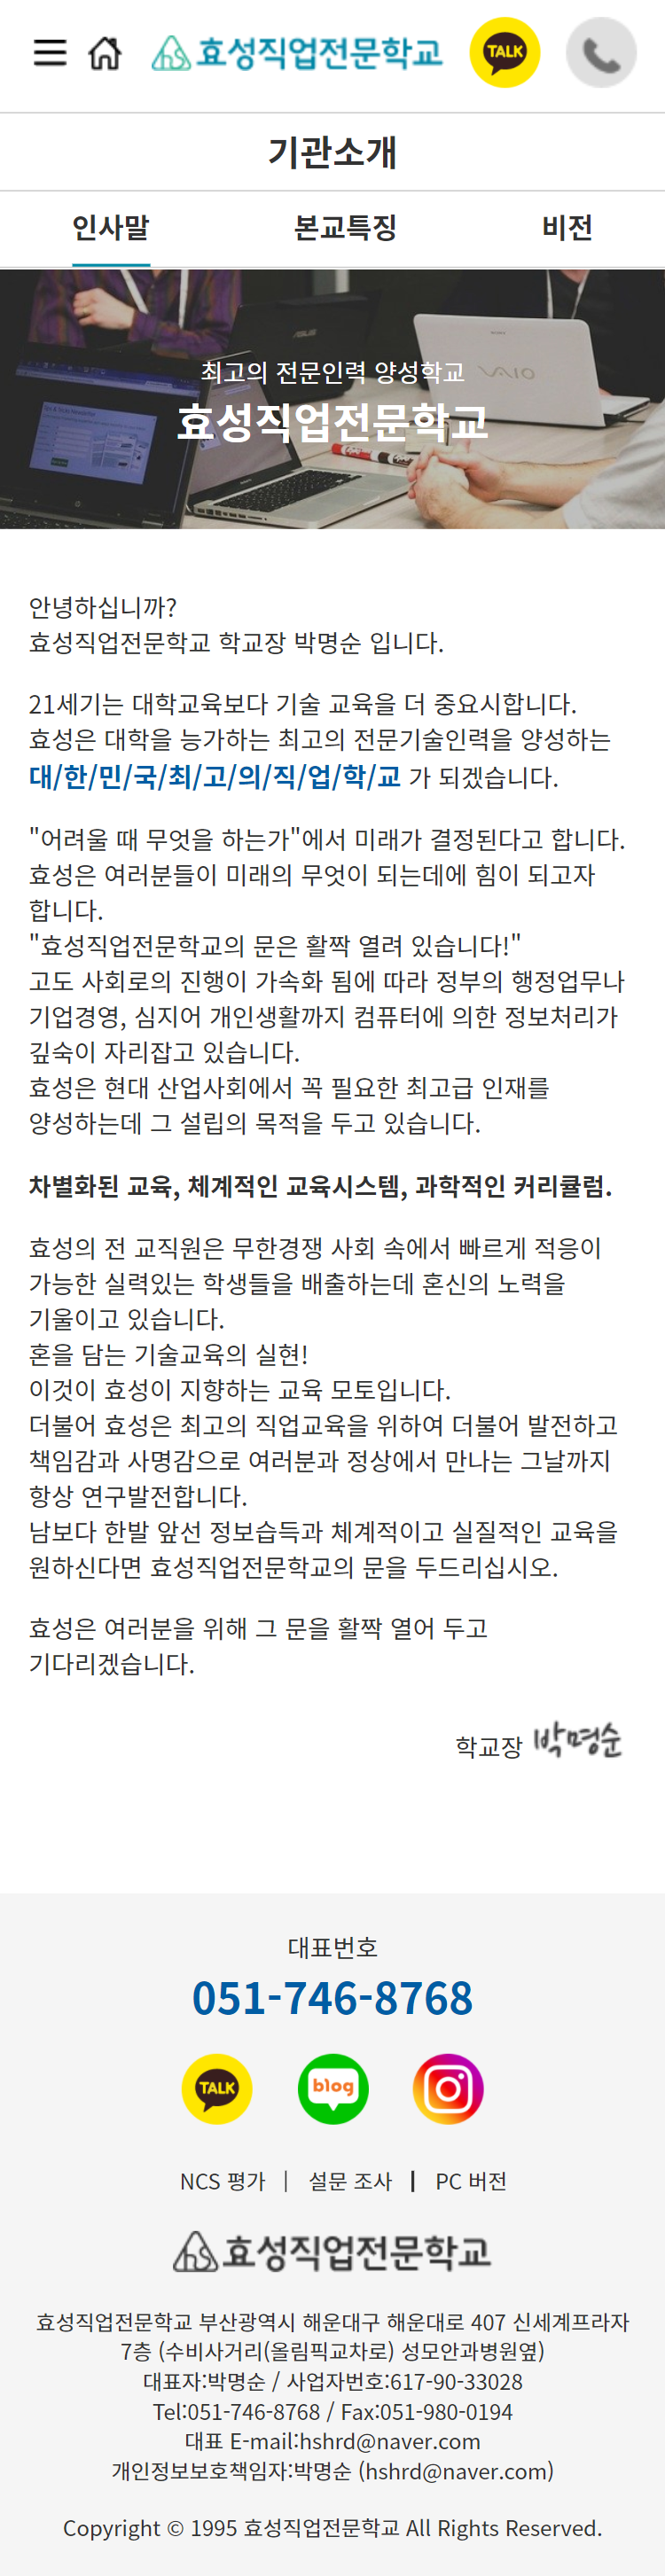 효성직업전문학교
TALK
기관소개
인사말
본교특징
비전
최고의 전문인력 양성학교
효성직업전문학교
ASUS
SONY
VAIO
안녕하십니까?
효성직업전문학교 학교장 박명순 입니다.
21세기는 대학교육보다 기술 교육을 더 중요시합니다.
효성은 대학을 능가하는 최고의 전문기술인력을 양성하는
대/한/민/국/최/고/의/직/업/학/교 가 되겠습니다.
"어려울 때 무엇을 하는가"에서 미래가 결정된다고 합니다.
효성은 여러분들이 미래의 무엇이 되는데에 힘이 되고자
합니다.
"효성직업전문학교의 문은 활짝 열려 있습니다!"
고도 사회로의 진행이 가속화 됨에 따라 정부의 행정업무나
기업경영, 심지어 개인생활까지 컴퓨터에 의한 정보처리가
깊숙이 자리잡고 있습니다.
효성은 현대 산업사회에서 꼭 필요한 최고급 인재를
양성하는데 그 설립의 목적을 두고 있습니다.
차별화된 교육, 체계적인 교육시스템, 과학적인 커리큘럼.
효성의 전 교직원은 무한경쟁 사회 속에서 빠르게 적응이
가능한 실력있는 학생들을 배출하는데 혼신의 노력을
기울이고 있습니다.
혼을 담는 기술교육의 실현!
이것이 효성이 지향하는 교육 모토입니다.
더불어 효성은 최고의 직업교육을 위하여 더불어 발전하고
책임감과 사명감으로 여러분과 정상에서 만나는 그날까지
항상 연구발전합니다.
남보다 한발 앞선 정보습득과 체계적이고 실질적인 교육을
원하신다면 효성직업전문학교의 문을 두드리십시오.
효성은 여러분을 위해 그 문을 활짝 열어 두고
기다리겠습니다.
학교장 박명순
대표번호
051-746-8768
TALK
blog
NCS 평가 | 설문 조사 | PC 버전
hs 효성직업전문학교
효성직업전문학교 부산광역시 해운대구 해운대로 407 신세계프라자
7층 (수비사거리(올림픽교차로) 성모안과병원옆)
대표자:박명순 / 사업자번호:617-90-33028
Tel:051-746-8768 / Fax:051-980-0194
대표 E-mail:hshrd@naver.com
개인정보보호책임자:박명순 (hshrd@naver.com)
Copyright © 1995 효성직업전문학교 All Rights Reserved.